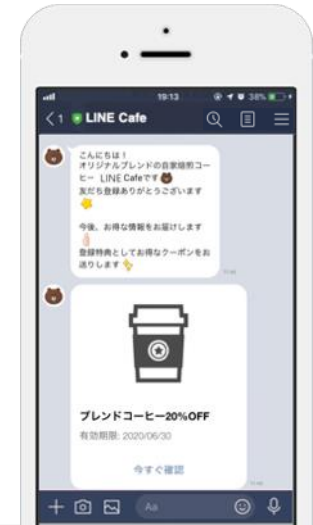 19:13
38%
1 LINE Cafe
こんにちは！
オリジナルブレンドの自家焙煎コー
ヒー LINE Cafeです
友だち登録ありがとうございます
今後、お得な情報をお届けします
登録特典としてお得なクーポンをお
送りします
ブレンドコーヒー20%OFF
有効期限: 2020/06/30
今すぐ確認
Aa